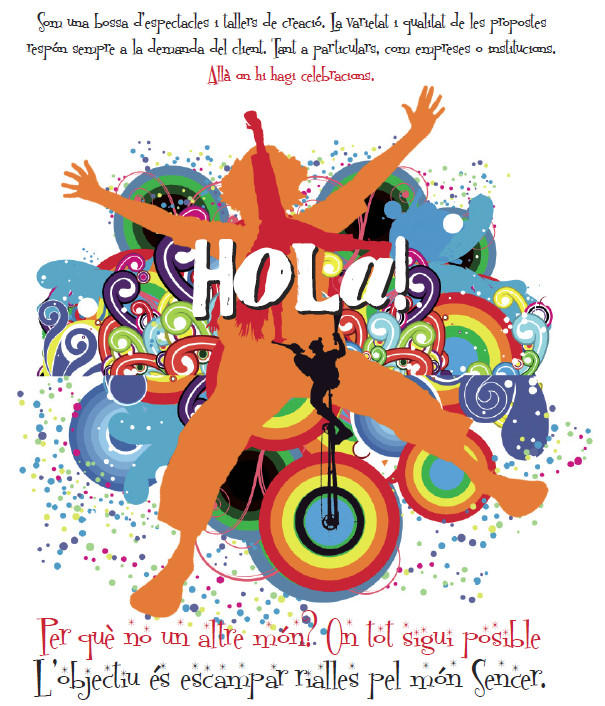 Som una bossa d'espectacles i tallers de creació. La varietat i qualitat de les propostes
respón sempre a la demanda del client. Tant a particulars, com empreses o institucions.
Allà on hi hagi celebracions.
HOLa!
Per què no un altre món? On tot sigui posible
L'objectiu és escampar rialles pel món Sencer.